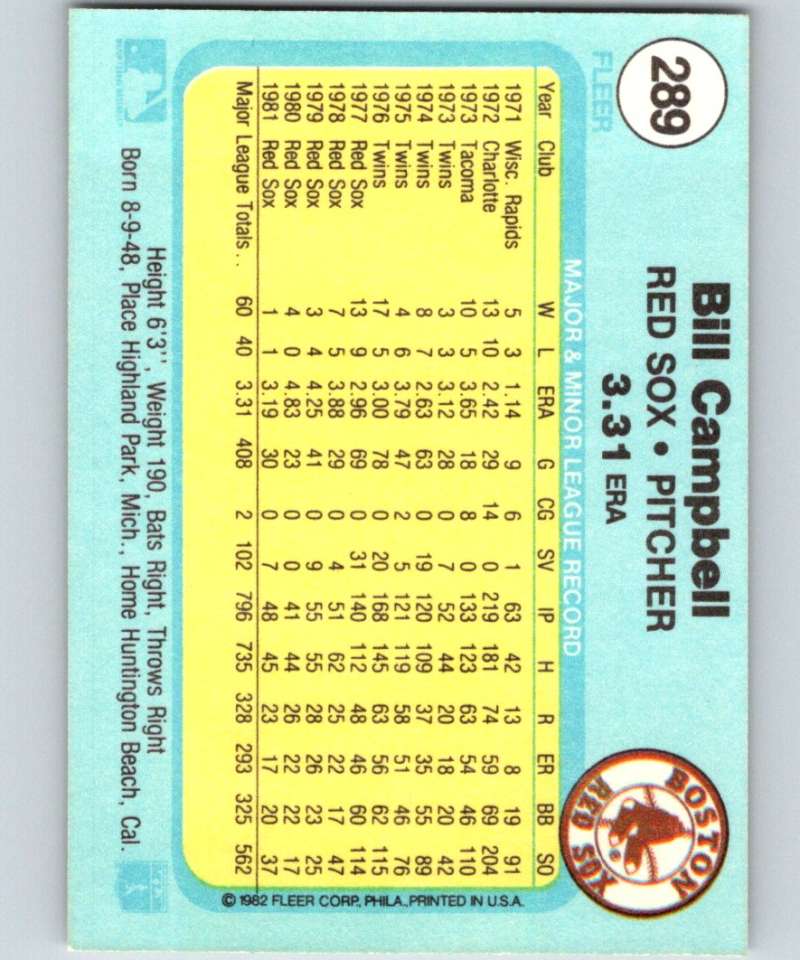 289
FLEER
Bill Campbell
RED SOX • PITCHER
3.31 ERA
BOSTON
RED SOX
MAJOR & MINOR LEAGUE RECORD
Year Club W L ERA G CG SV IP H R ER BB SO
1971 Wisc. Rapids 5 3 1.14 9 6 1 63 42 13 8 19 91
1972 Charlotte 13 10 2.42 29 14 0 219 181 74 59 69 204
1973 Tacoma 10 5 3.65 18 8 0 133 123 63 54 46 110
1973 Twins 3 3 3.12 28 0 7 52 44 20 18 20 42
1974 Twins 8 7 2.63 63 0 19 120 109 37 35 55 89
1975 Twins 4 6 3.79 47 2 5 121 119 58 51 46 76
1976 Twins 17 5 3.00 78 0 20 168 145 63 56 62 115
1977 Red Sox 13 9 2.96 69 0 31 140 112 48 46 60 114
1978 Red Sox 7 5 3.88 29 0 4 51 62 25 22 17 47
1979 Red Sox 3 4 4.25 41 0 9 55 55 28 26 23 25
1980 Red Sox 4 0 4.83 23 0 0 41 44 26 22 22 17
1981 Red Sox 1 1 3.19 30 0 7 48 45 23 17 20 37
Major League Totals . . 60 40 3.31 408 2 102 796 735 328 293 325 562
© 1982 FLEER CORP., PHILA., PRINTED IN U.S.A.
Height 6'3'', Weight 190, Bats Right, Throws Right
Born 8-9-48, Place Highland Park, Mich., Home Huntington Beach, Cal.